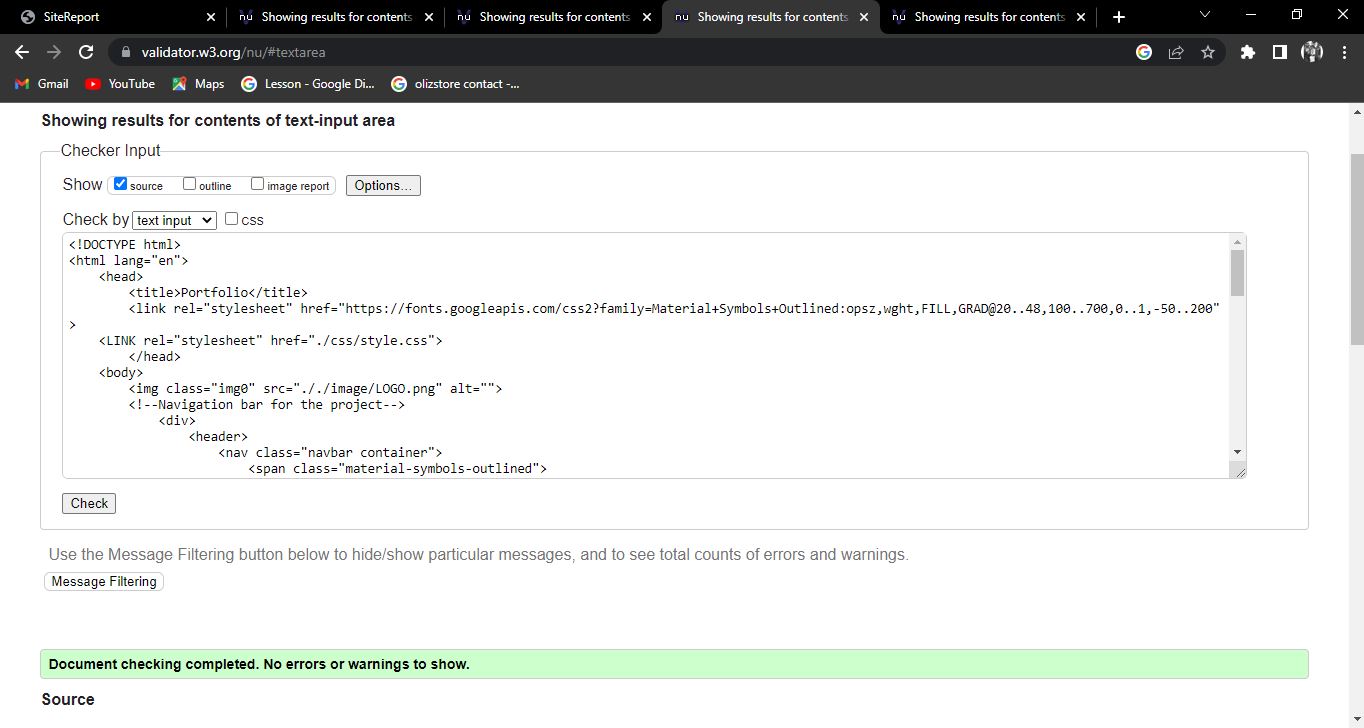 SiteReport
Showing results for contents
Showing results for contents
Showing results for contents
Showing results for contents
validator.w3.org/nu/#textarea
Gmail YouTube Maps Lesson - Google Di... olizstore contact -...
Showing results for contents of text-input area
Checker Input
Show source outline image report Options...
Check by text input css
<!DOCTYPE html>
<html lang="en">
<head>
<title>Portfolio</title>
<link rel="stylesheet" href="https://fonts.googleapis.com/css2?family=Material+Symbols+Outlined:opsz,wght,FILL,GRAD@20..48,100..700,0..1,-50..200"
>
<LINK rel="stylesheet" href="./css/style.css">
</head>
<body>
<img class="img0" src="././image/LOGO.png" alt="">
<!--Navigation bar for the project-->
<div>
<header>
<nav class="navbar container">
<span class="material-symbols-outlined">
Check
Use the Message Filtering button below to hide/show particular messages, and to see total counts of errors and warnings.
Message Filtering
Document checking completed. No errors or warnings to show.
Source